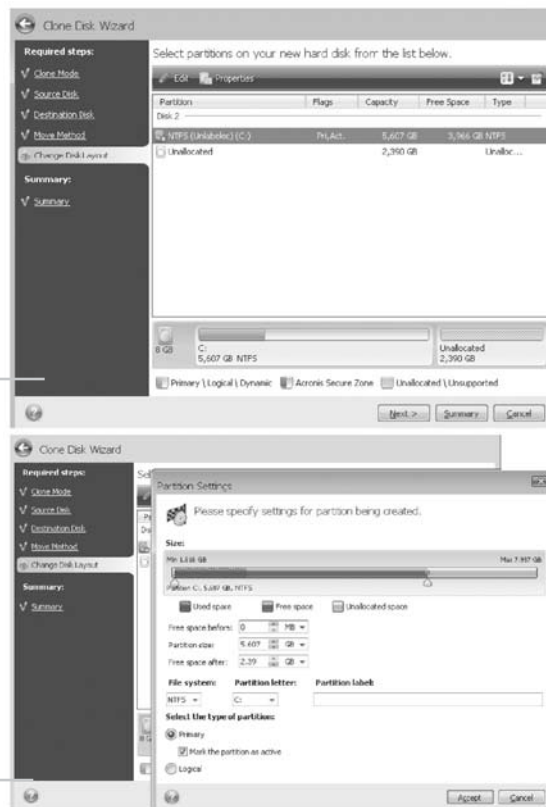 Clone Disk Wizard
Required steps:
Clone Mode
Source Disk
Destination Disk
Move Method
Change Disk Layout
Summary:
Summary
Select partitions on your new hard disk from the list below.
Edit Properties
Partition Flags Capacity Free Space Type
Disk 2
NTFS (Unlabeled) (C:) Pri,Act. 5,607 GB 3,966 GB NTFS
Unallocated 2,390 GB Unalloc...
8 GB
C:
5,607 GB NTFS
Unallocated
2,390 GB
Primary \ Logical \ Dynamic Acronis Secure Zone Unallocated \ Unsupported
Next > Summary Cancel
Clone Disk Wizard
Required steps:
Clone Mode
Source Disk
Destination Disk
Move Method
Change Disk Layout
Summary:
Summary
Partition Settings
Please specify settings for partition being created.
Size:
Partition C:, 5,607 GB, NTFS
Used space Free space Unallocated space
Free space before: 0 MB
Partition size: 5.607 GB
Free space after: 2.39 GB
File system: Partition letter: Partition label:
NTFS C:
Select the type of partition:
Primary
Mark the partition as active
Logical
Accept Cancel